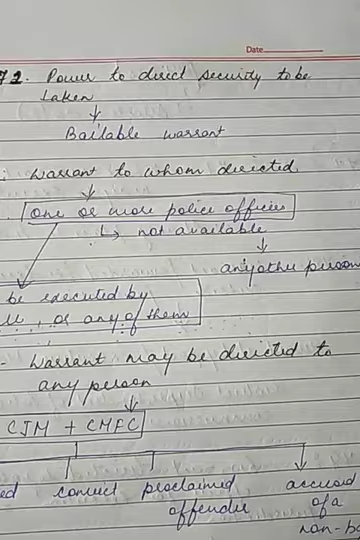 Date
72. Power to direct security to be
taken
Bailable warrant
: Warrant to whom directed
One or more police officers
↳ not available
any other person
be executed by
all, or any of them
- Warrant may be directed to
any person
CJM + CMFC
ed convict proclaimed accused
offender of a
non-ba